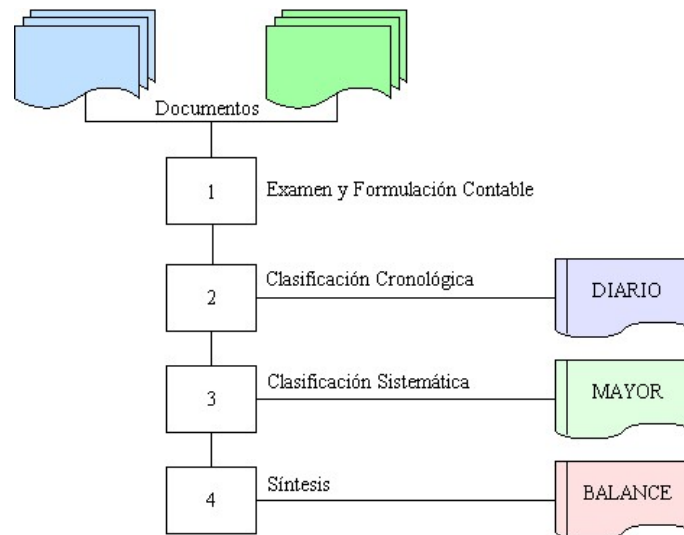 Documentos
1
Examen y Formulación Contable
2
Clasificación Cronológica
DIARIO
3
Clasificación Sistemática
MAYOR
4
Síntesis
BALANCE